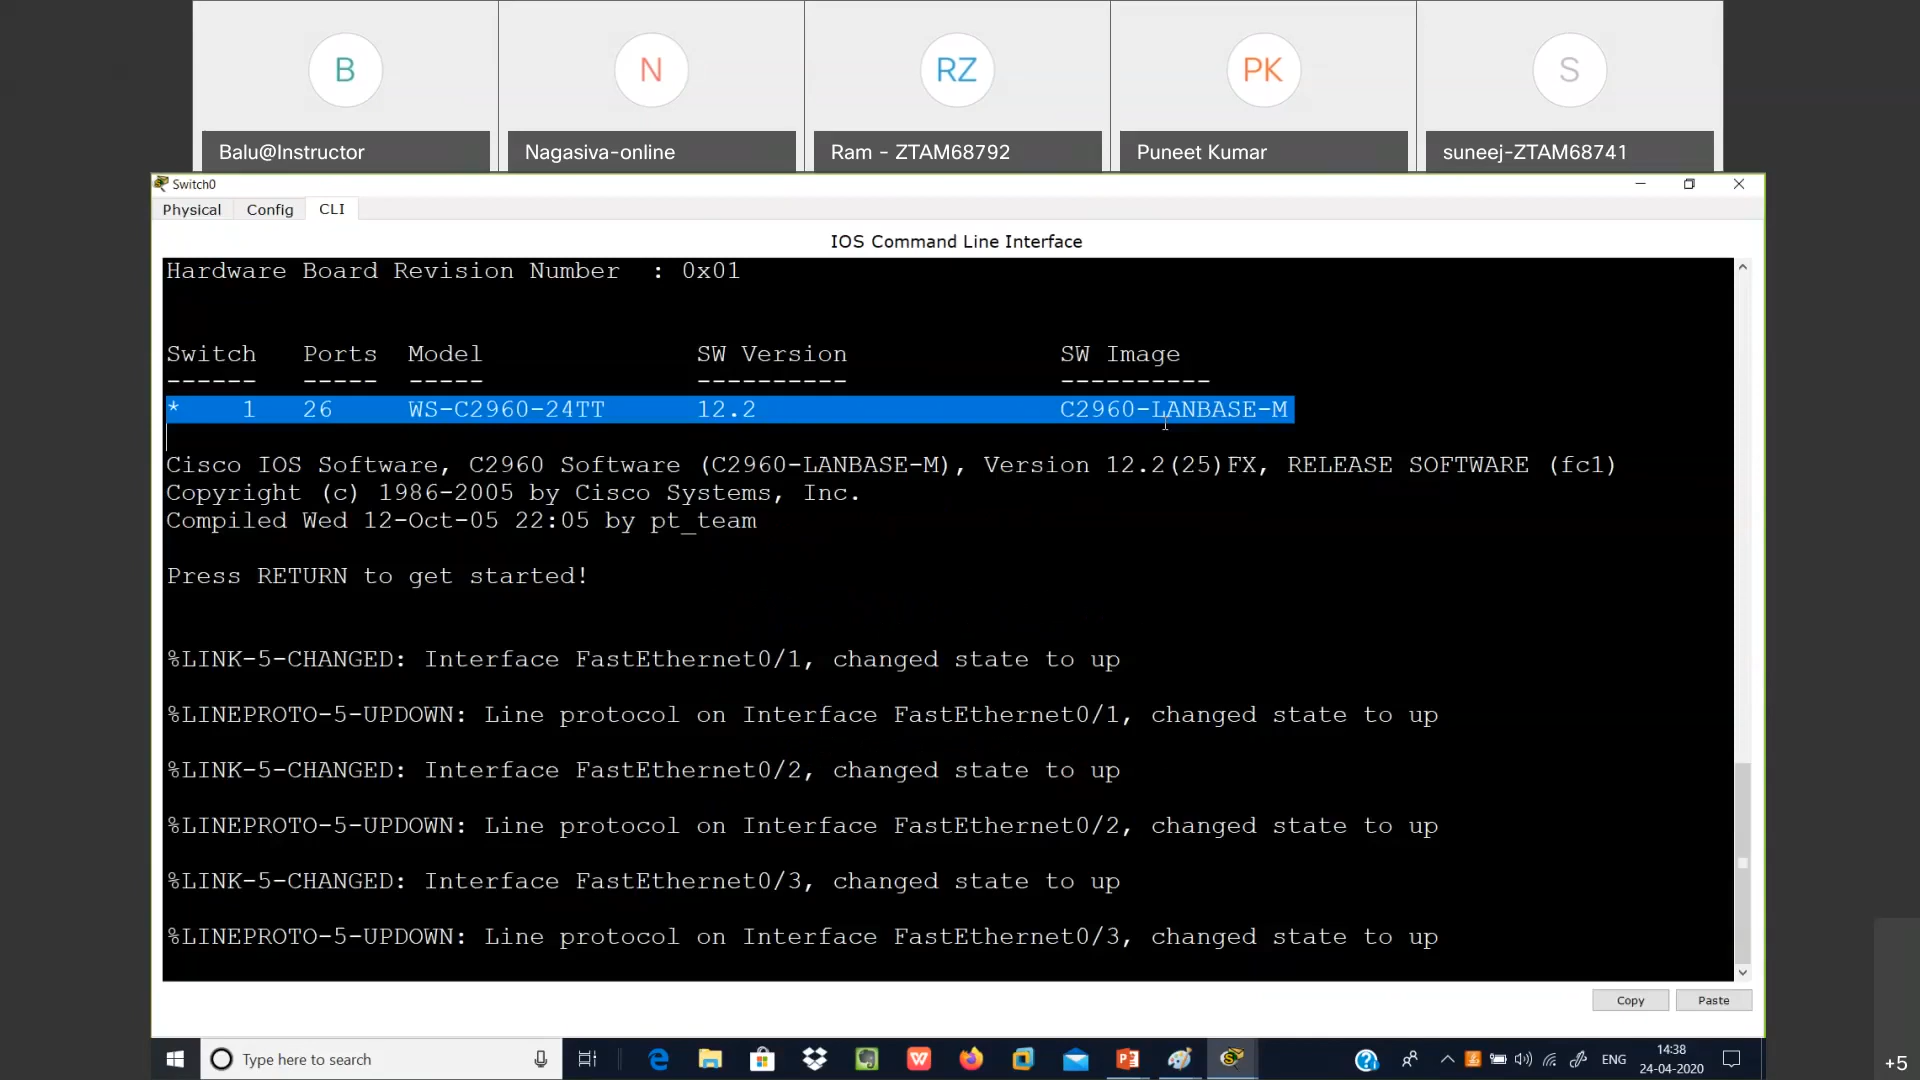 B N RZ PK S
Balu@Instructor Nagasiva-online Ram - ZTAM68792 Puneet Kumar suneej-ZTAM68741
Switch0
Physical Config CLI
IOS Command Line Interface
Hardware Board Revision Number : 0x01
Switch Ports Model SW Version SW Image
------ ----- ----- ---------- ----------
* 1 26 WS-C2960-24TT 12.2 C2960-LANBASE-M
Cisco IOS Software, C2960 Software (C2960-LANBASE-M), Version 12.2(25)FX, RELEASE SOFTWARE (fc1)
Copyright (c) 1986-2005 by Cisco Systems, Inc.
Compiled Wed 12-Oct-05 22:05 by pt_team
Press RETURN to get started!
%LINK-5-CHANGED: Interface FastEthernet0/1, changed state to up
%LINEPROTO-5-UPDOWN: Line protocol on Interface FastEthernet0/1, changed state to up
%LINK-5-CHANGED: Interface FastEthernet0/2, changed state to up
%LINEPROTO-5-UPDOWN: Line protocol on Interface FastEthernet0/2, changed state to up
%LINK-5-CHANGED: Interface FastEthernet0/3, changed state to up
%LINEPROTO-5-UPDOWN: Line protocol on Interface FastEthernet0/3, changed state to up
Copy Paste
Type here to search
ENG
14:38
24-04-2020
+5